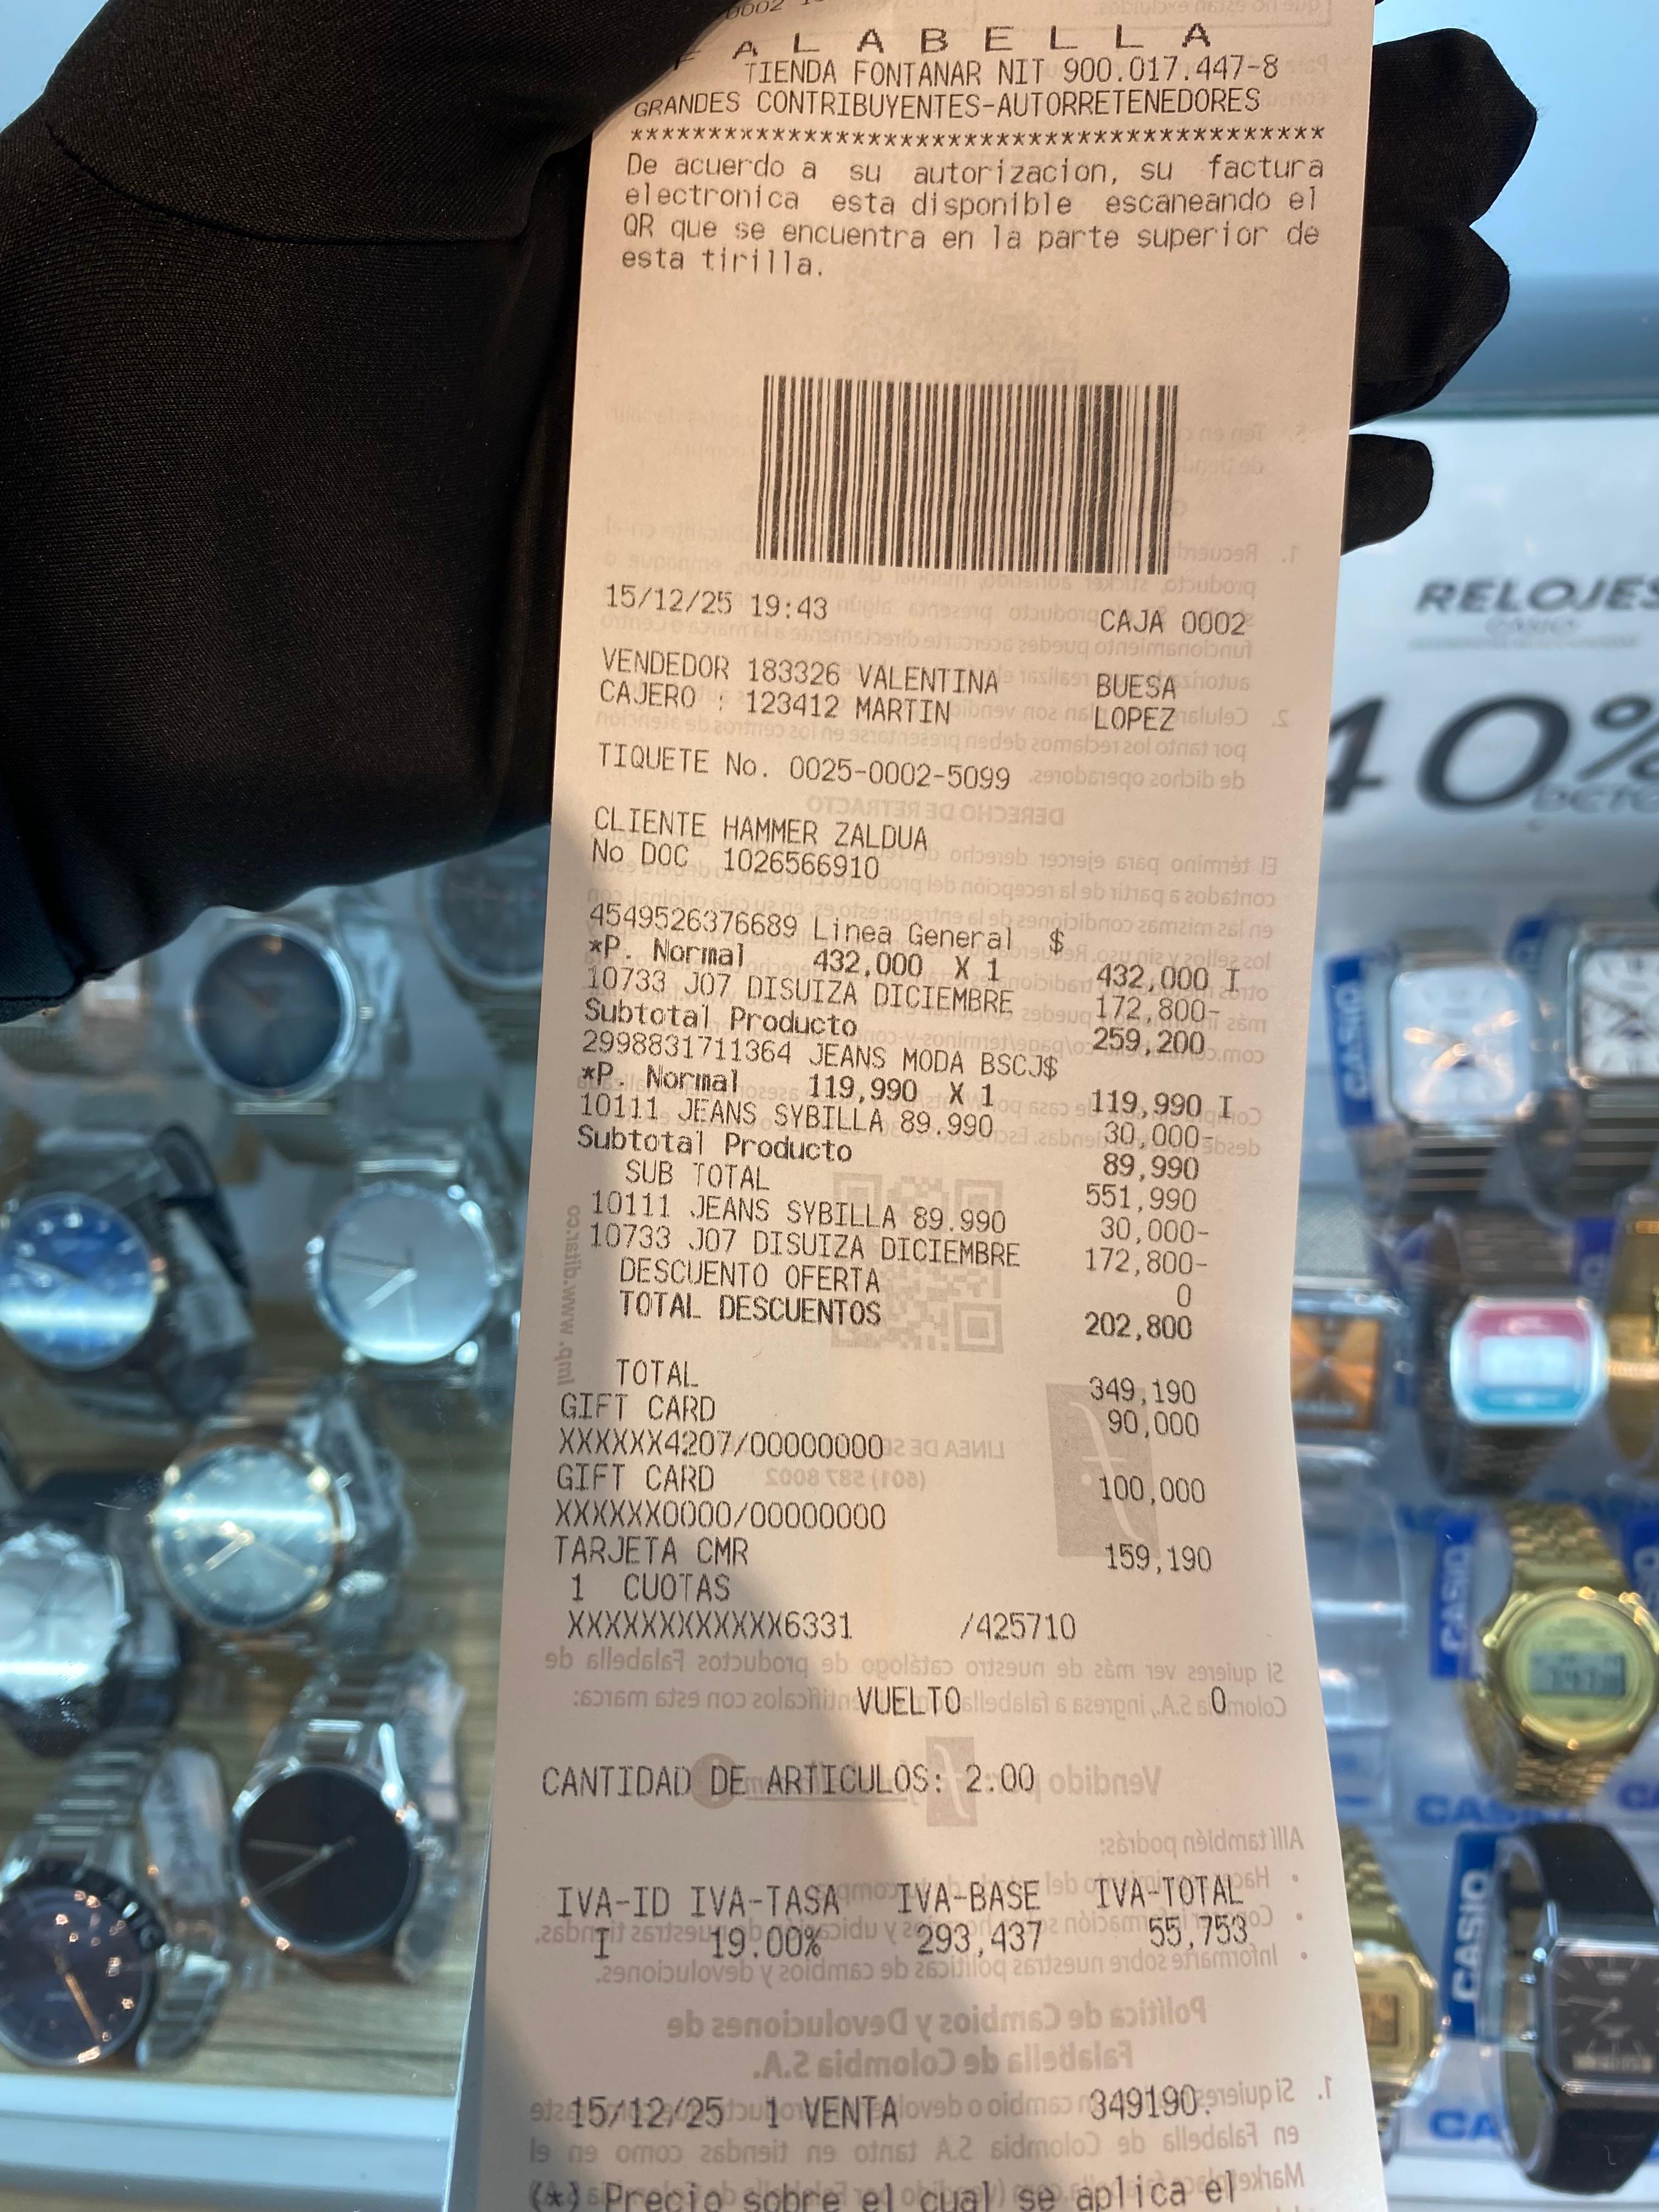 FALABELLA
TIENDA FONTANAR NIT 900.017.447-8
GRANDES CONTRIBUYENTES-AUTORRETENEDORES
*********************************************
De acuerdo a su autorizacion, su factura
electronica esta disponible escaneando el
QR que se encuentra en la parte superior de
esta tirilla.
15/12/25 19:43 CAJA 0002
VENDEDOR 183326 VALENTINA BUESA
CAJERO : 123412 MARTIN LOPEZ
TIQUETE No. 0025-0002-5099
CLIENTE HAMMER ZALDUA
No DOC 1026566910
4549526376689 Linea General $
*P. Normal 432,000 X 1 432,000 I
10733 J07 DISUIZA DICIEMBRE 172,800-
Subtotal Producto 259,200
2998831711364 JEANS MODA BSCJ$
*P. Normal 119,990 X 1 119,990 I
10111 JEANS SYBILLA 89.990 30,000-
Subtotal Producto 89,990
SUB TOTAL 551,990
10111 JEANS SYBILLA 89.990 30,000-
10733 J07 DISUIZA DICIEMBRE 172,800-
DESCUENTO OFERTA 0
TOTAL DESCUENTOS 202,800
TOTAL 349,190
GIFT CARD 90,000
XXXXXX4207/00000000
GIFT CARD 100,000
XXXXXX0000/00000000
TARJETA CMR 159,190
1 CUOTAS
XXXXXXXXXXXX6331 /425710
VUELTO 0
CANTIDAD DE ARTICULOS: 2.00
IVA-ID IVA-TASA IVA-BASE IVA-TOTAL
I 19.00% 293,437 55,753
15/12/25 1 VENTA 349190.
(*) Precio sobre el cual se aplica el
RELOJES
CASIO
40%
DCTO
CASIO
CASIO
CASIO
CASIO
CASIO